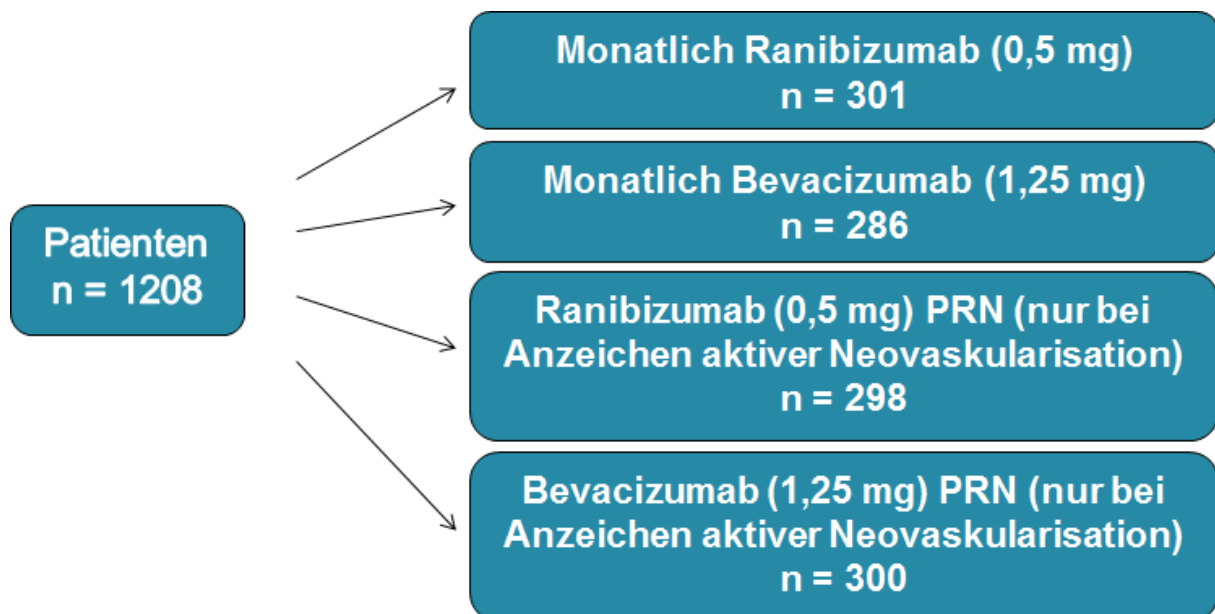 Patienten
n = 1208
Monatlich Ranibizumab (0,5 mg)
n = 301
Monatlich Bevacizumab (1,25 mg)
n = 286
Ranibizumab (0,5 mg) PRN (nur bei
Anzeichen aktiver Neovaskularisation)
n = 298
Bevacizumab (1,25 mg) PRN (nur bei
Anzeichen aktiver Neovaskularisation)
n = 300